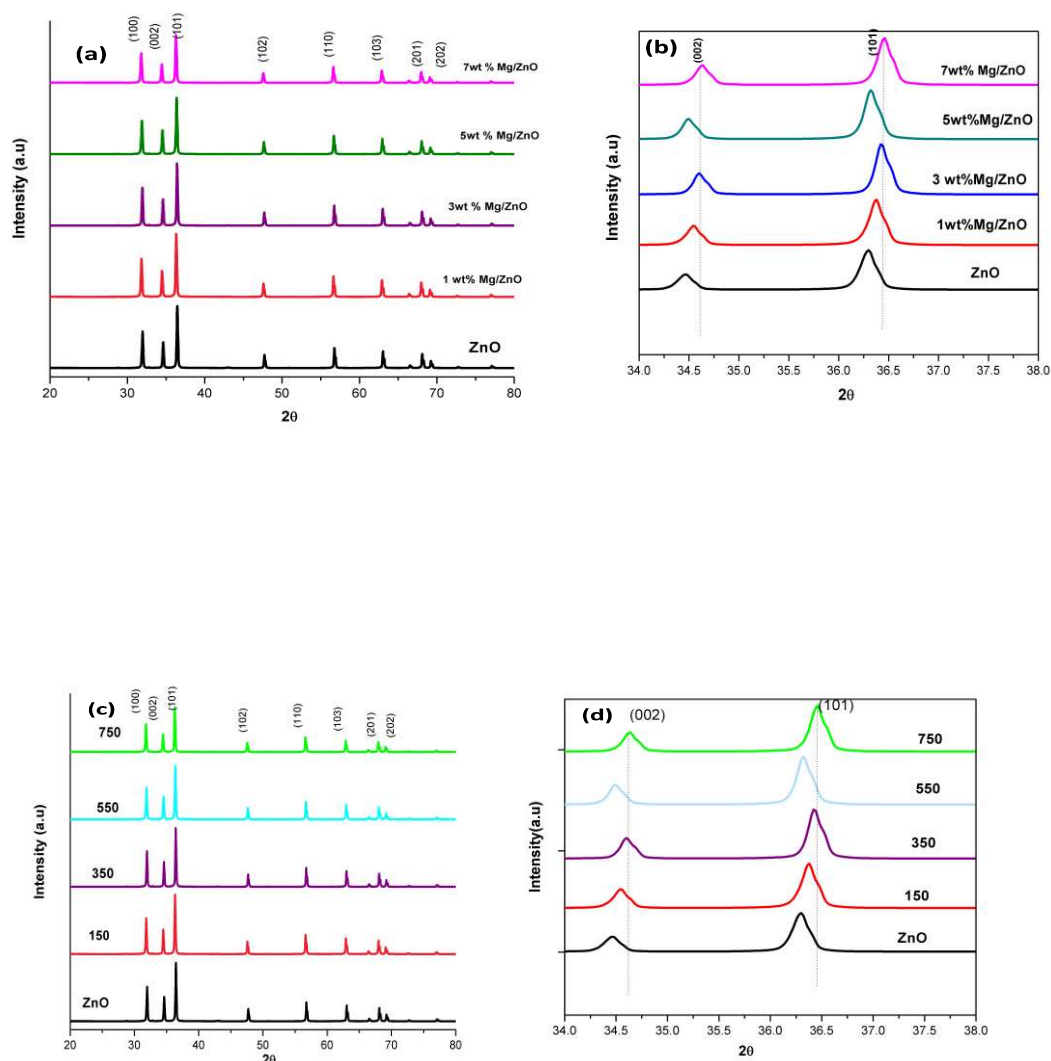 (a)
(100)
(002)
(101)
(102)
(110)
(103)
(201)
(202)
7wt % Mg/ZnO
5wt % Mg/ZnO
3wt % Mg/ZnO
1 wt% Mg/ZnO
ZnO
Intensity (a.u)
20 30 40 50 60 70 80
2θ
(b)
(002)
(101)
7wt% Mg/ZnO
5wt%Mg/ZnO
3 wt%Mg/ZnO
1wt%Mg/ZnO
ZnO
Intensity (a.u)
34.0 34.5 35.0 35.5 36.0 36.5 37.0 37.5 38.0
2θ
(c)
(100)
(002)
(101)
(102)
(110)
(103)
(201)
(202)
750
550
350
150
ZnO
Intensity (a.u)
20 30 40 50 60 70 80
2θ
(d)
(002)
(101)
750
550
350
150
ZnO
Intensity(a.u)
34.0 34.5 35.0 35.5 36.0 36.5 37.0 37.5 38.0
2θ